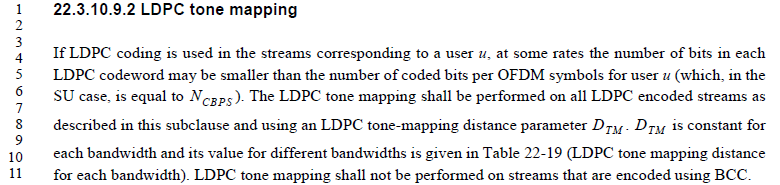 1 22.3.10.9.2 LDPC tone mapping
2
3
4 If LDPC coding is used in the streams corresponding to a user u, at some rates the number of bits in each
5 LDPC codeword may be smaller than the number of coded bits per OFDM symbols for user u (which, in the
6 SU case, is equal to N_CBPS). The LDPC tone mapping shall be performed on all LDPC encoded streams as
7
8 described in this subclause and using an LDPC tone-mapping distance parameter D_TM. D_TM is constant for
9
10 each bandwidth and its value for different bandwidths is given in Table 22-19 (LDPC tone mapping distance
11 for each bandwidth). LDPC tone mapping shall not be performed on streams that are encoded using BCC.